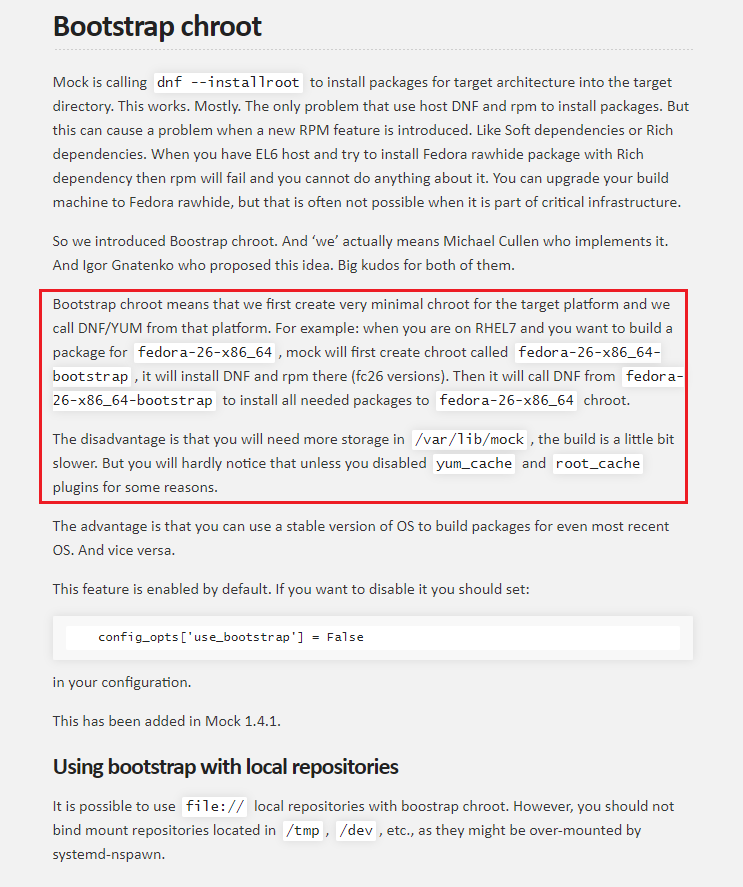 Bootstrap chroot
Mock is calling dnf --installroot to install packages for target architecture into the target
directory. This works. Mostly. The only problem that use host DNF and rpm to install packages. But
this can cause a problem when a new RPM feature is introduced. Like Soft dependencies or Rich
dependencies. When you have EL6 host and try to install Fedora rawhide package with Rich
dependency then rpm will fail and you cannot do anything about it. You can upgrade your build
machine to Fedora rawhide, but that is often not possible when it is part of critical infrastructure.
So we introduced Boostrap chroot. And ‘we’ actually means Michael Cullen who implements it.
And Igor Gnatenko who proposed this idea. Big kudos for both of them.
Bootstrap chroot means that we first create very minimal chroot for the target platform and we
call DNF/YUM from that platform. For example: when you are on RHEL7 and you want to build a
package for fedora-26-x86_64 , mock will first create chroot called fedora-26-x86_64-
bootstrap , it will install DNF and rpm there (fc26 versions). Then it will call DNF from fedora-
26-x86_64-bootstrap to install all needed packages to fedora-26-x86_64 chroot.
The disadvantage is that you will need more storage in /var/lib/mock , the build is a little bit
slower. But you will hardly notice that unless you disabled yum_cache and root_cache
plugins for some reasons.
The advantage is that you can use a stable version of OS to build packages for even most recent
OS. And vice versa.
This feature is enabled by default. If you want to disable it you should set:
config_opts['use_bootstrap'] = False
in your configuration.
This has been added in Mock 1.4.1.
Using bootstrap with local repositories
It is possible to use file:// local repositories with boostrap chroot. However, you should not
bind mount repositories located in /tmp , /dev , etc., as they might be over-mounted by
systemd-nspawn.